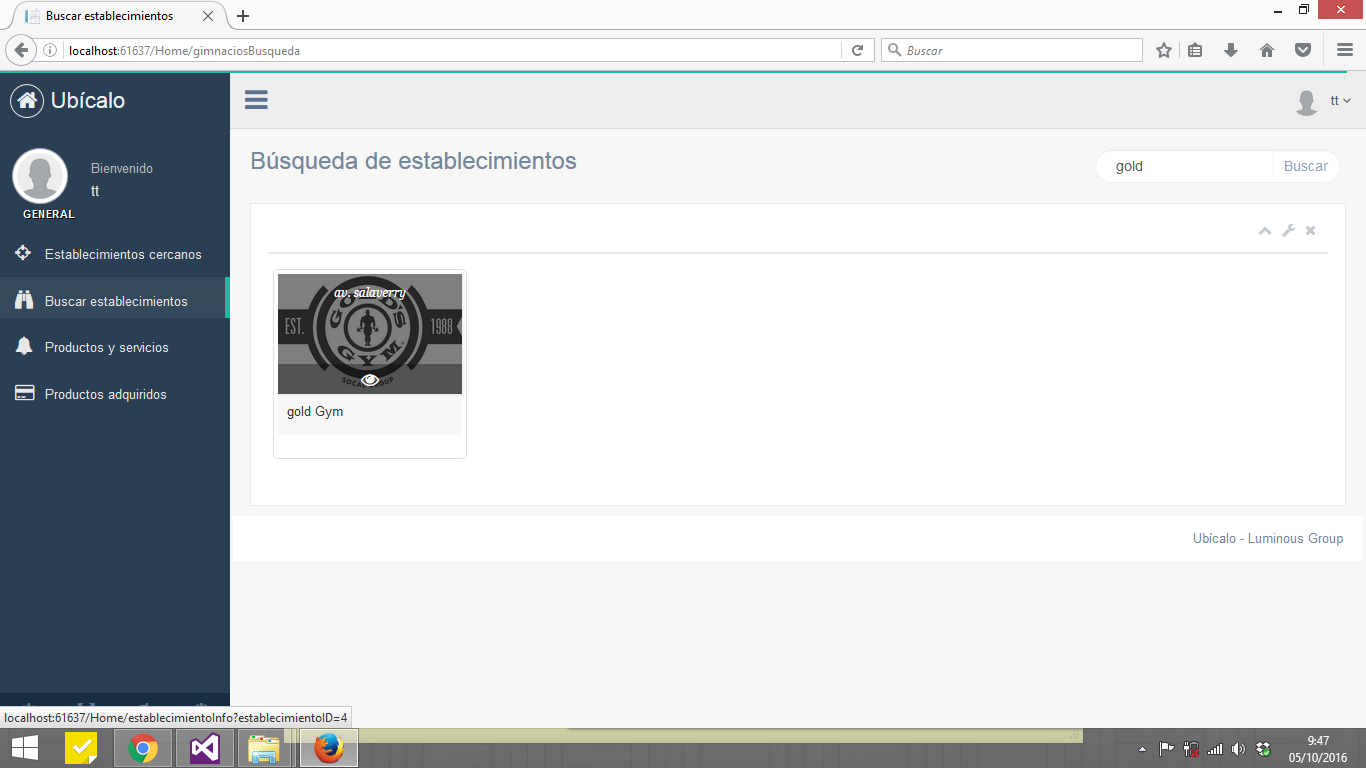 Buscar establecimientos
localhost:61637/Home/gimnaciosBusqueda
Buscar
Ubícalo
tt
Bienvenido
tt
GENERAL
Establecimientos cercanos
Buscar establecimientos
Productos y servicios
Productos adquiridos
Búsqueda de establecimientos
gold
Buscar
av. salaverry
GOLD'S
EST.
1988
GYM
SOCAL GROUP
gold Gym
Ubícalo - Luminous Group
localhost:61637/Home/establecimientoInfo?establecimientoID=4
9:47
05/10/2016